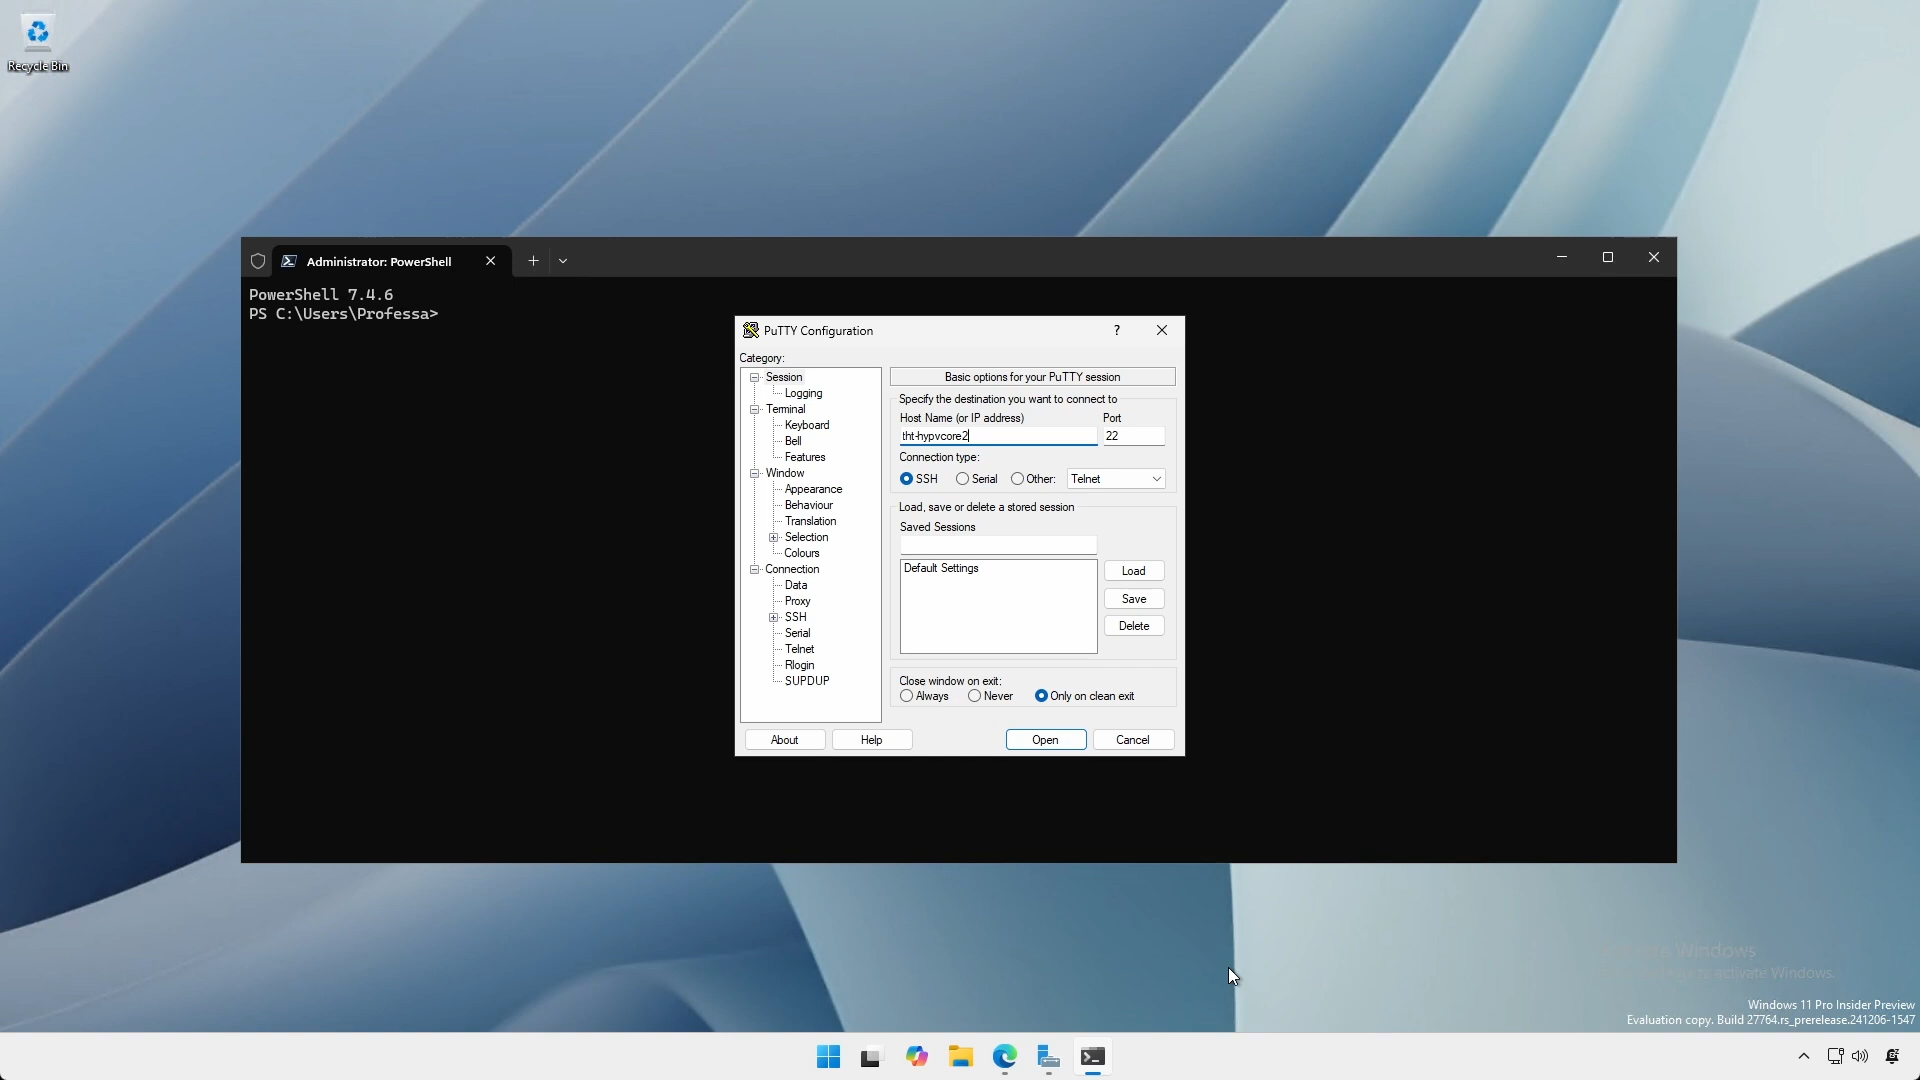 Recycle Bin
Administrator: PowerShell
PowerShell 7.4.6
PS C:\Users\Professa>
PuTTY Configuration
?
Category:
Session
Logging
Terminal
Keyboard
Bell
Features
Window
Appearance
Behaviour
Translation
Selection
Colours
Connection
Data
Proxy
SSH
Serial
Telnet
Rlogin
SUPDUP
Basic options for your PuTTY session
Specify the destination you want to connect to
Host Name (or IP address) Port
tht-hypvcore2 22
Connection type:
SSH Serial Other: Telnet
Load, save or delete a stored session
Saved Sessions
Default Settings
Load
Save
Delete
Close window on exit:
Always Never Only on clean exit
About Help Open Cancel
Windows
activate Windows.
Windows 11 Pro Insider Preview
Evaluation copy. Build 27764.rs_prerelease.241206-1547